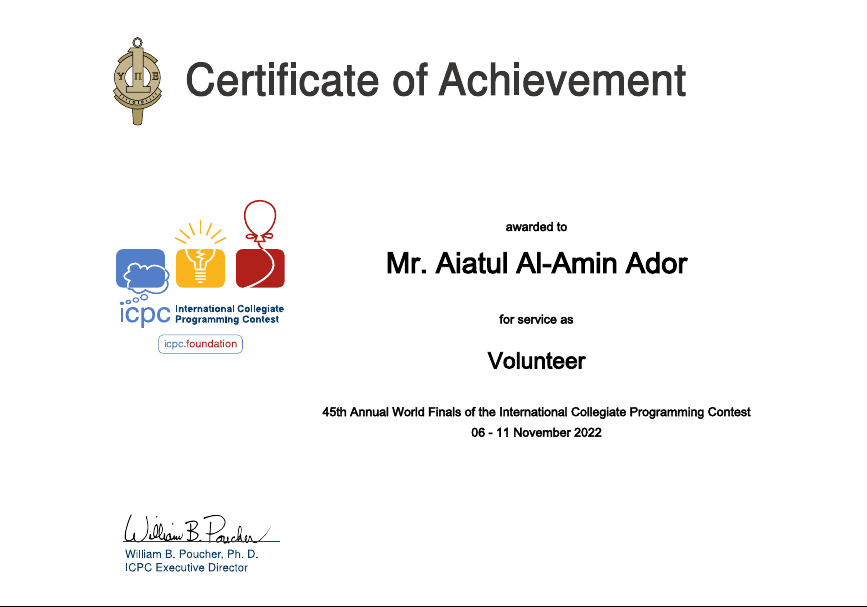 Υ Π Ε
Certificate of Achievement
awarded to
Mr. Aiatul Al-Amin Ador
icpc International Collegiate
Programming Contest
icpc.foundation
for service as
Volunteer
45th Annual World Finals of the International Collegiate Programming Contest
06 - 11 November 2022
William B. Poucher
William B. Poucher, Ph. D.
ICPC Executive Director